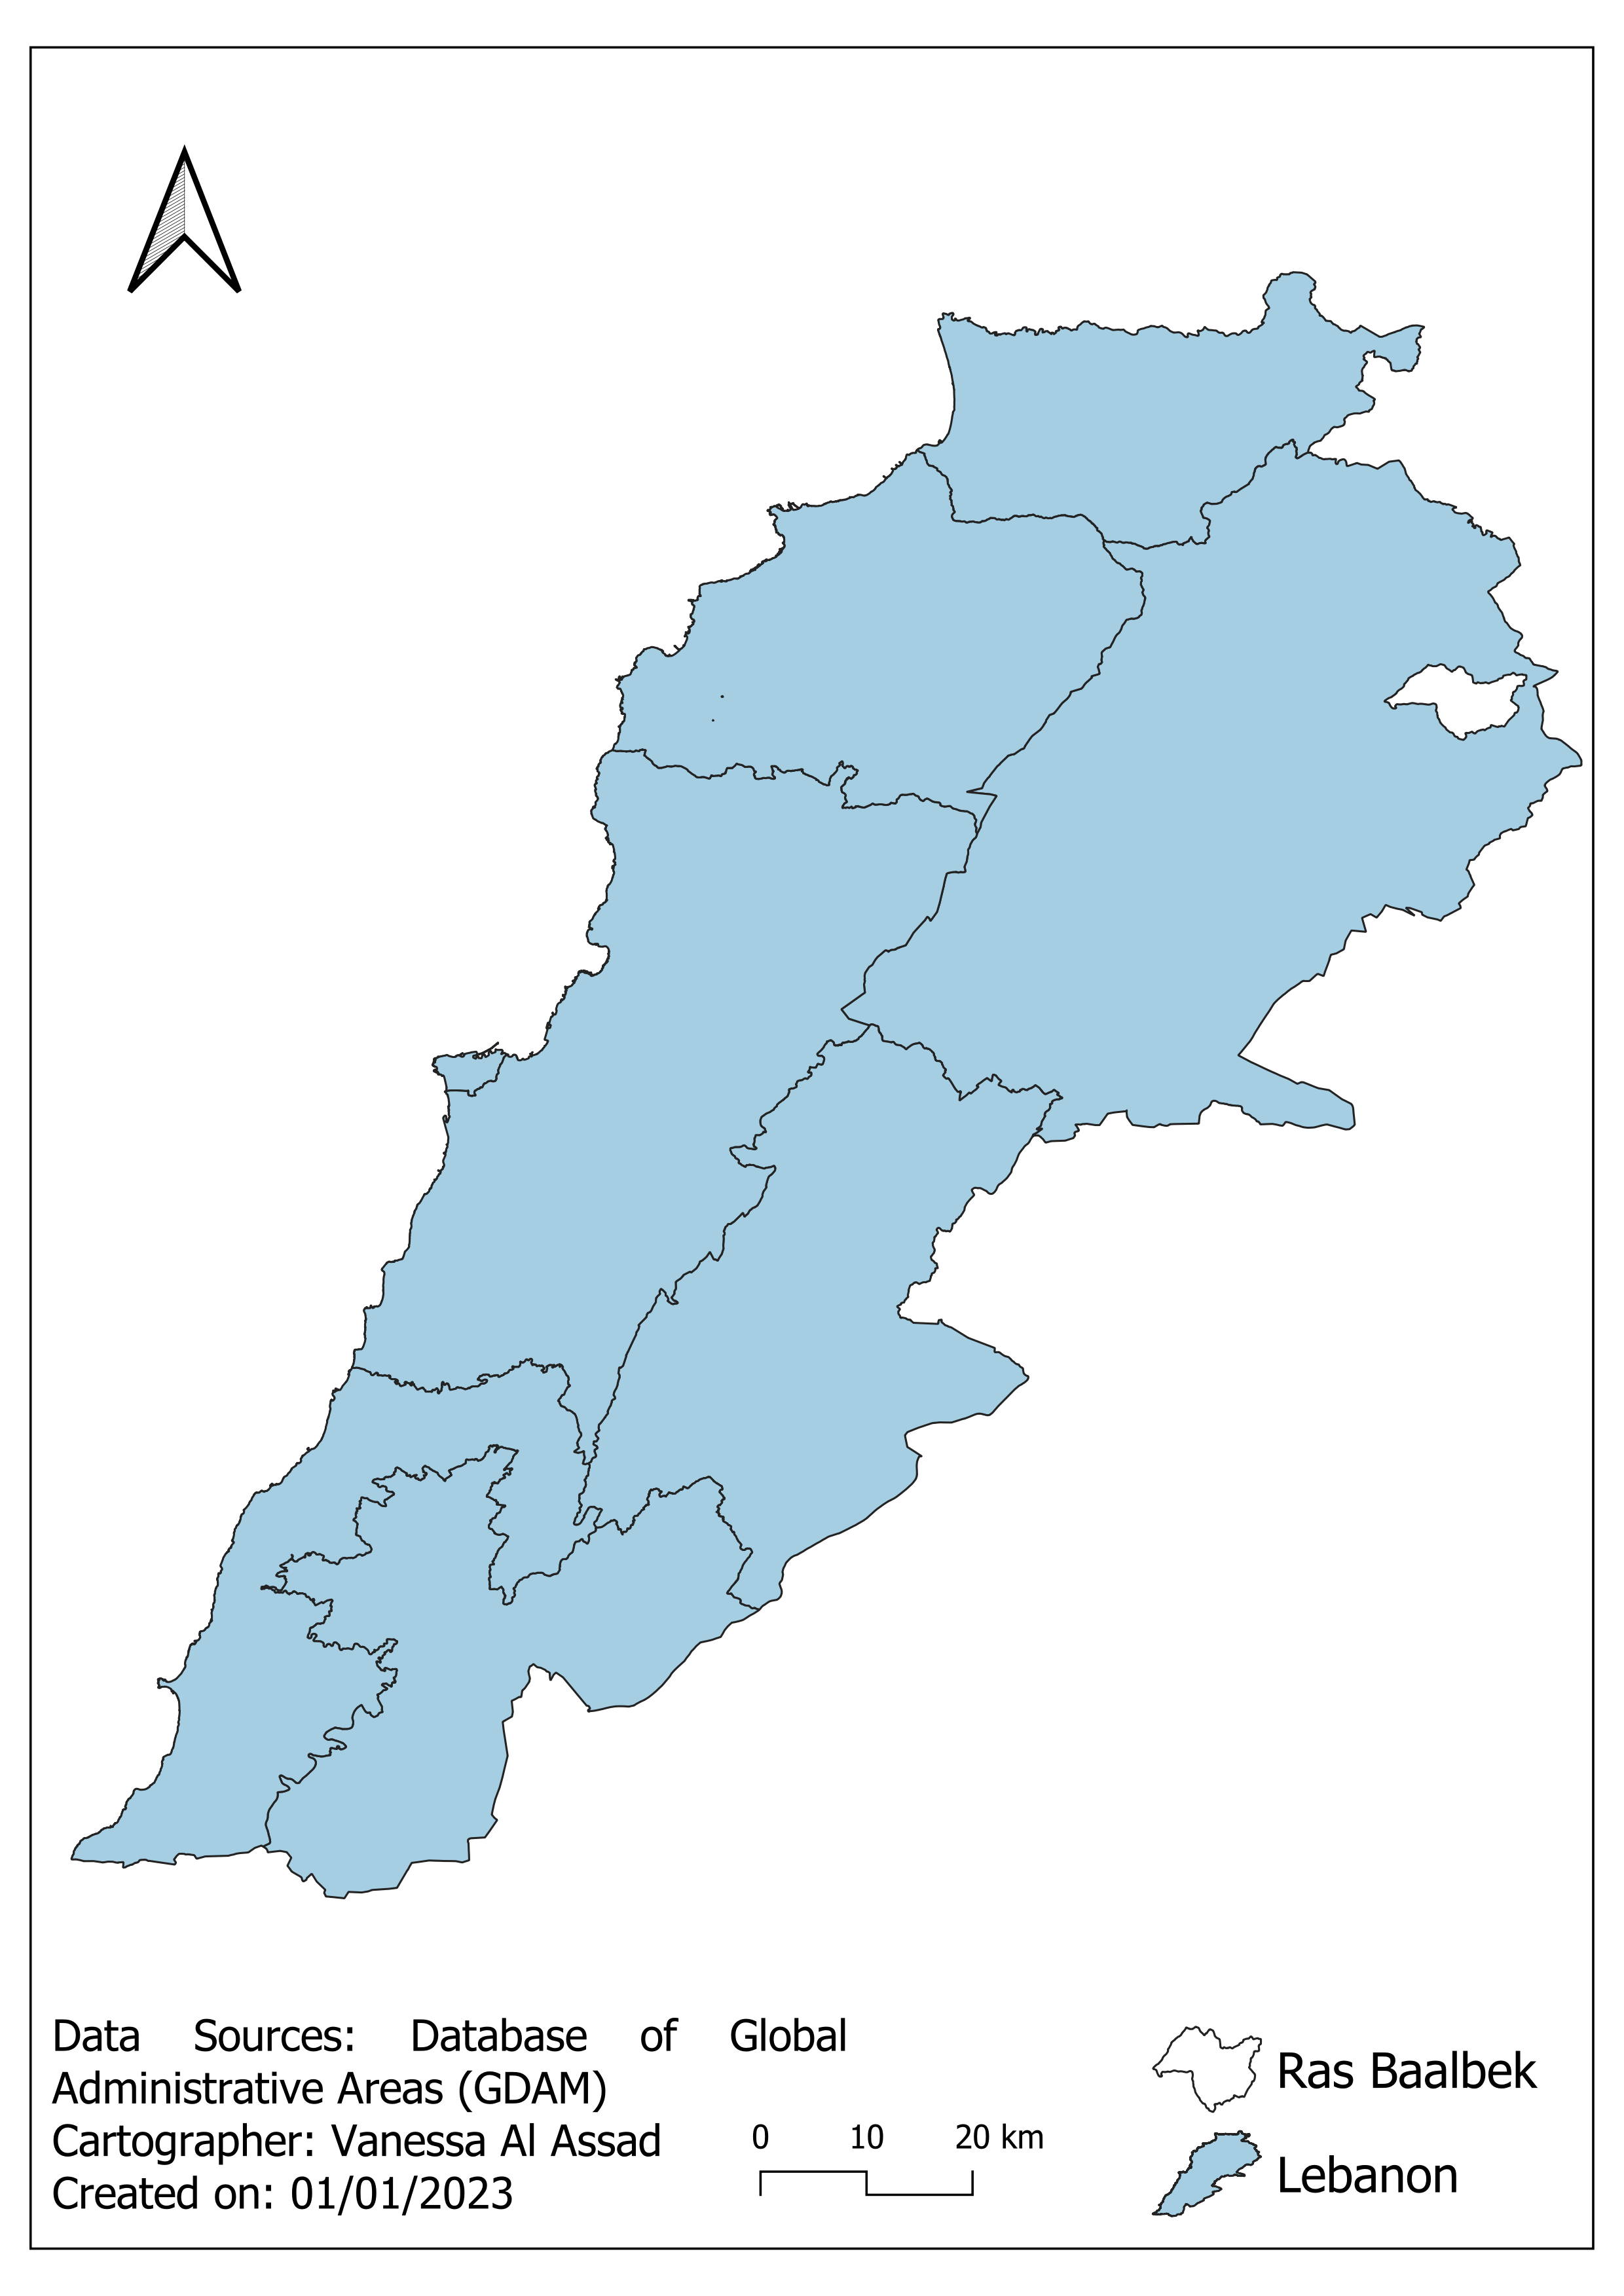 Data Sources: Database of Global
Administrative Areas (GDAM)
Cartographer: Vanessa Al Assad
Created on: 01/01/2023
0 10 20 km
Ras Baalbek
Lebanon